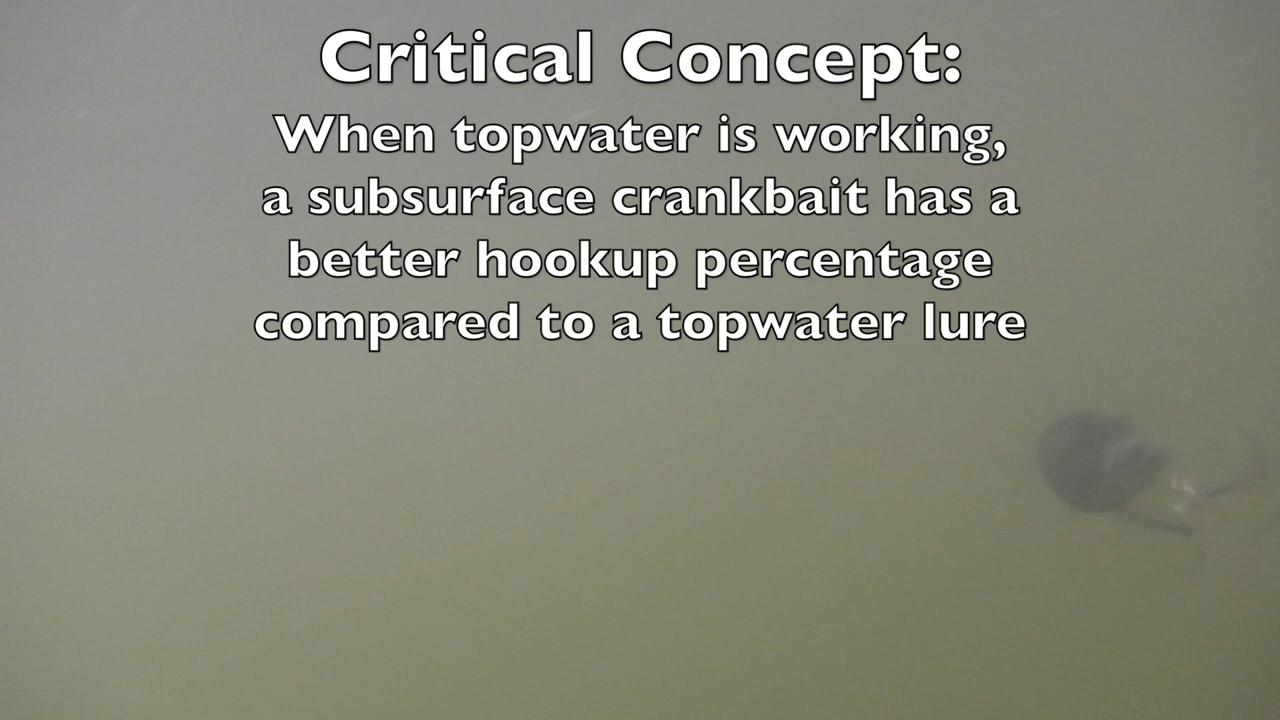 Critical Concept:
When topwater is working,
a subsurface crankbait has a
better hookup percentage
compared to a topwater lure